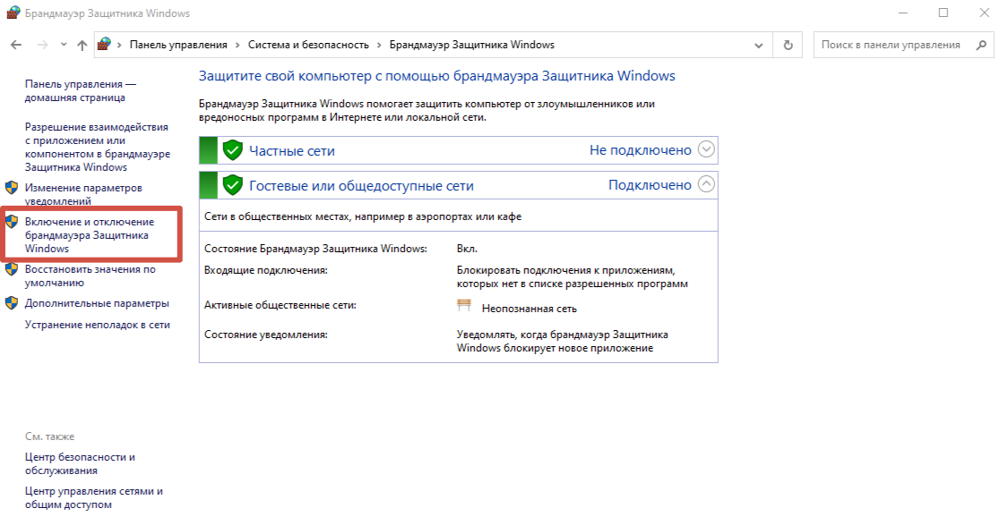 Брандмауэр Защитника Windows
Панель управления › Система и безопасность › Брандмауэр Защитника Windows
Поиск в панели управления
Панель управления —
домашняя страница
Разрешение взаимодействия
с приложением или
компонентом в брандмауэре
Защитника Windows
Изменение параметров
уведомлений
Включение и отключение
брандмауэра Защитника
Windows
Восстановить значения по
умолчанию
Дополнительные параметры
Устранение неполадок в сети
См. также
Центр безопасности и
обслуживания
Центр управления сетями и
общим доступом
Защитите свой компьютер с помощью брандмауэра Защитника Windows
Брандмауэр Защитника Windows помогает защитить компьютер от злоумышленников или
вредоносных программ в Интернете или локальной сети.
Частные сети Не подключено
Гостевые или общедоступные сети Подключено
Сети в общественных местах, например в аэропортах или кафе
Состояние Брандмауэр Защитника Windows: Вкл.
Входящие подключения: Блокировать подключения к приложениям,
которых нет в списке разрешенных программ
Активные общественные сети: Неопознанная сеть
Состояние уведомления: Уведомлять, когда брандмауэр Защитника
Windows блокирует новое приложение